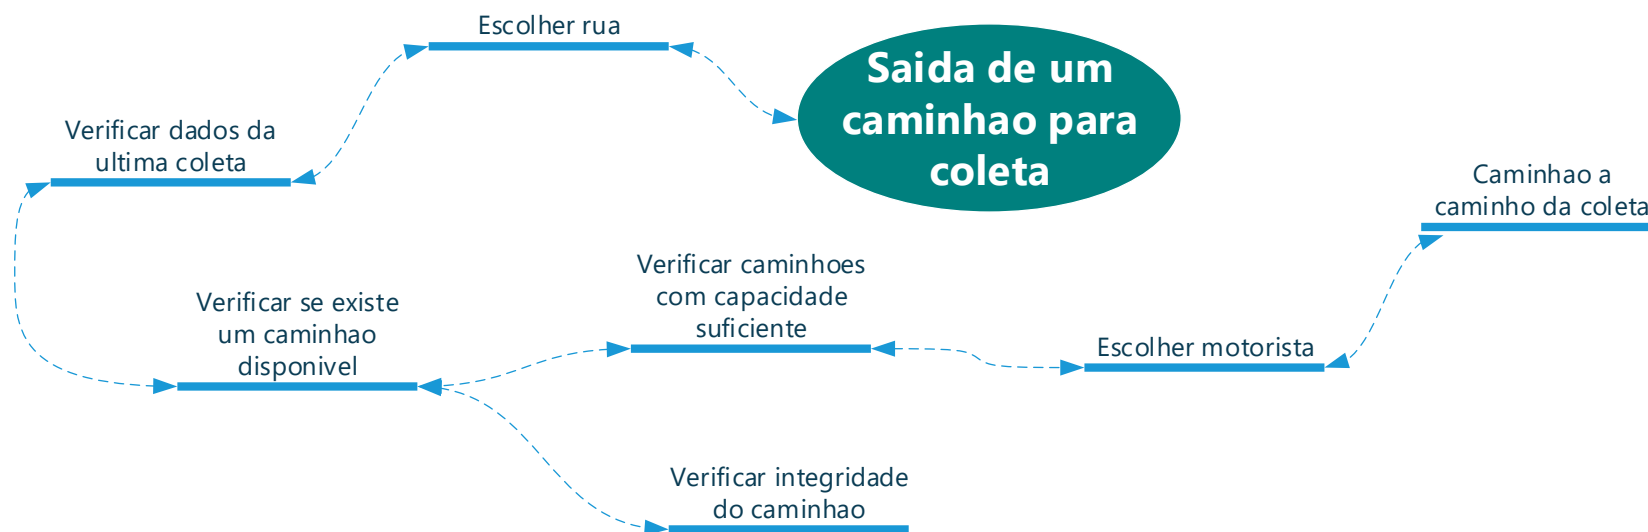 Escolher rua
Saida de um
caminhao para
coleta
Verificar dados da
ultima coleta
Caminhao a
caminho da coleta
Verificar se existe
um caminhao
disponivel
Verificar caminhoes
com capacidade
suficiente
Escolher motorista
Verificar integridade
do caminhao